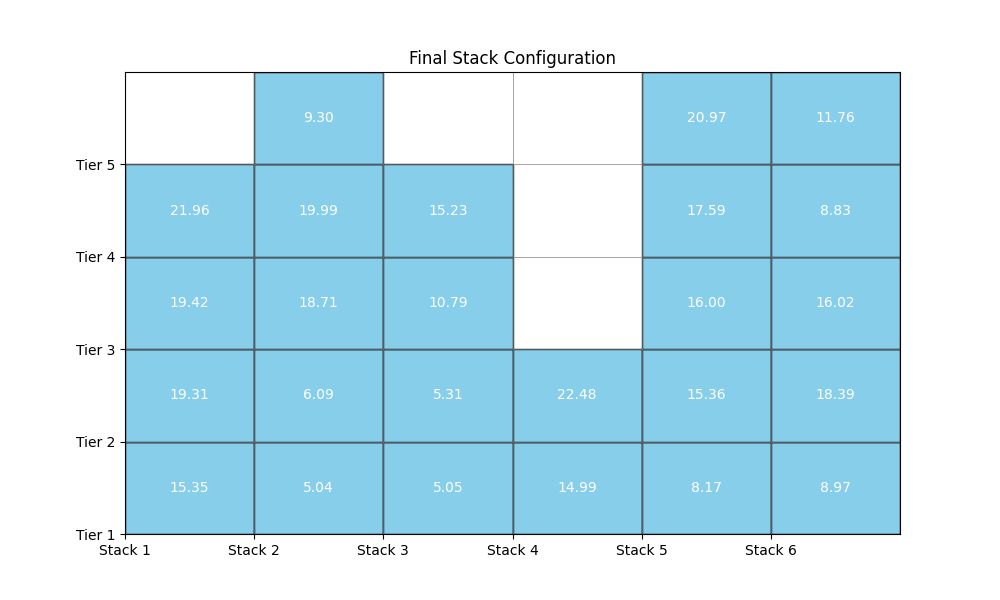 Final Stack Configuration
9.30 20.97 11.76
Tier 5
21.96 19.99 15.23 17.59 8.83
Tier 4
19.42 18.71 10.79 16.00 16.02
Tier 3
19.31 6.09 5.31 22.48 15.36 18.39
Tier 2
15.35 5.04 5.05 14.99 8.17 8.97
Tier 1
Stack 1 Stack 2 Stack 3 Stack 4 Stack 5 Stack 6